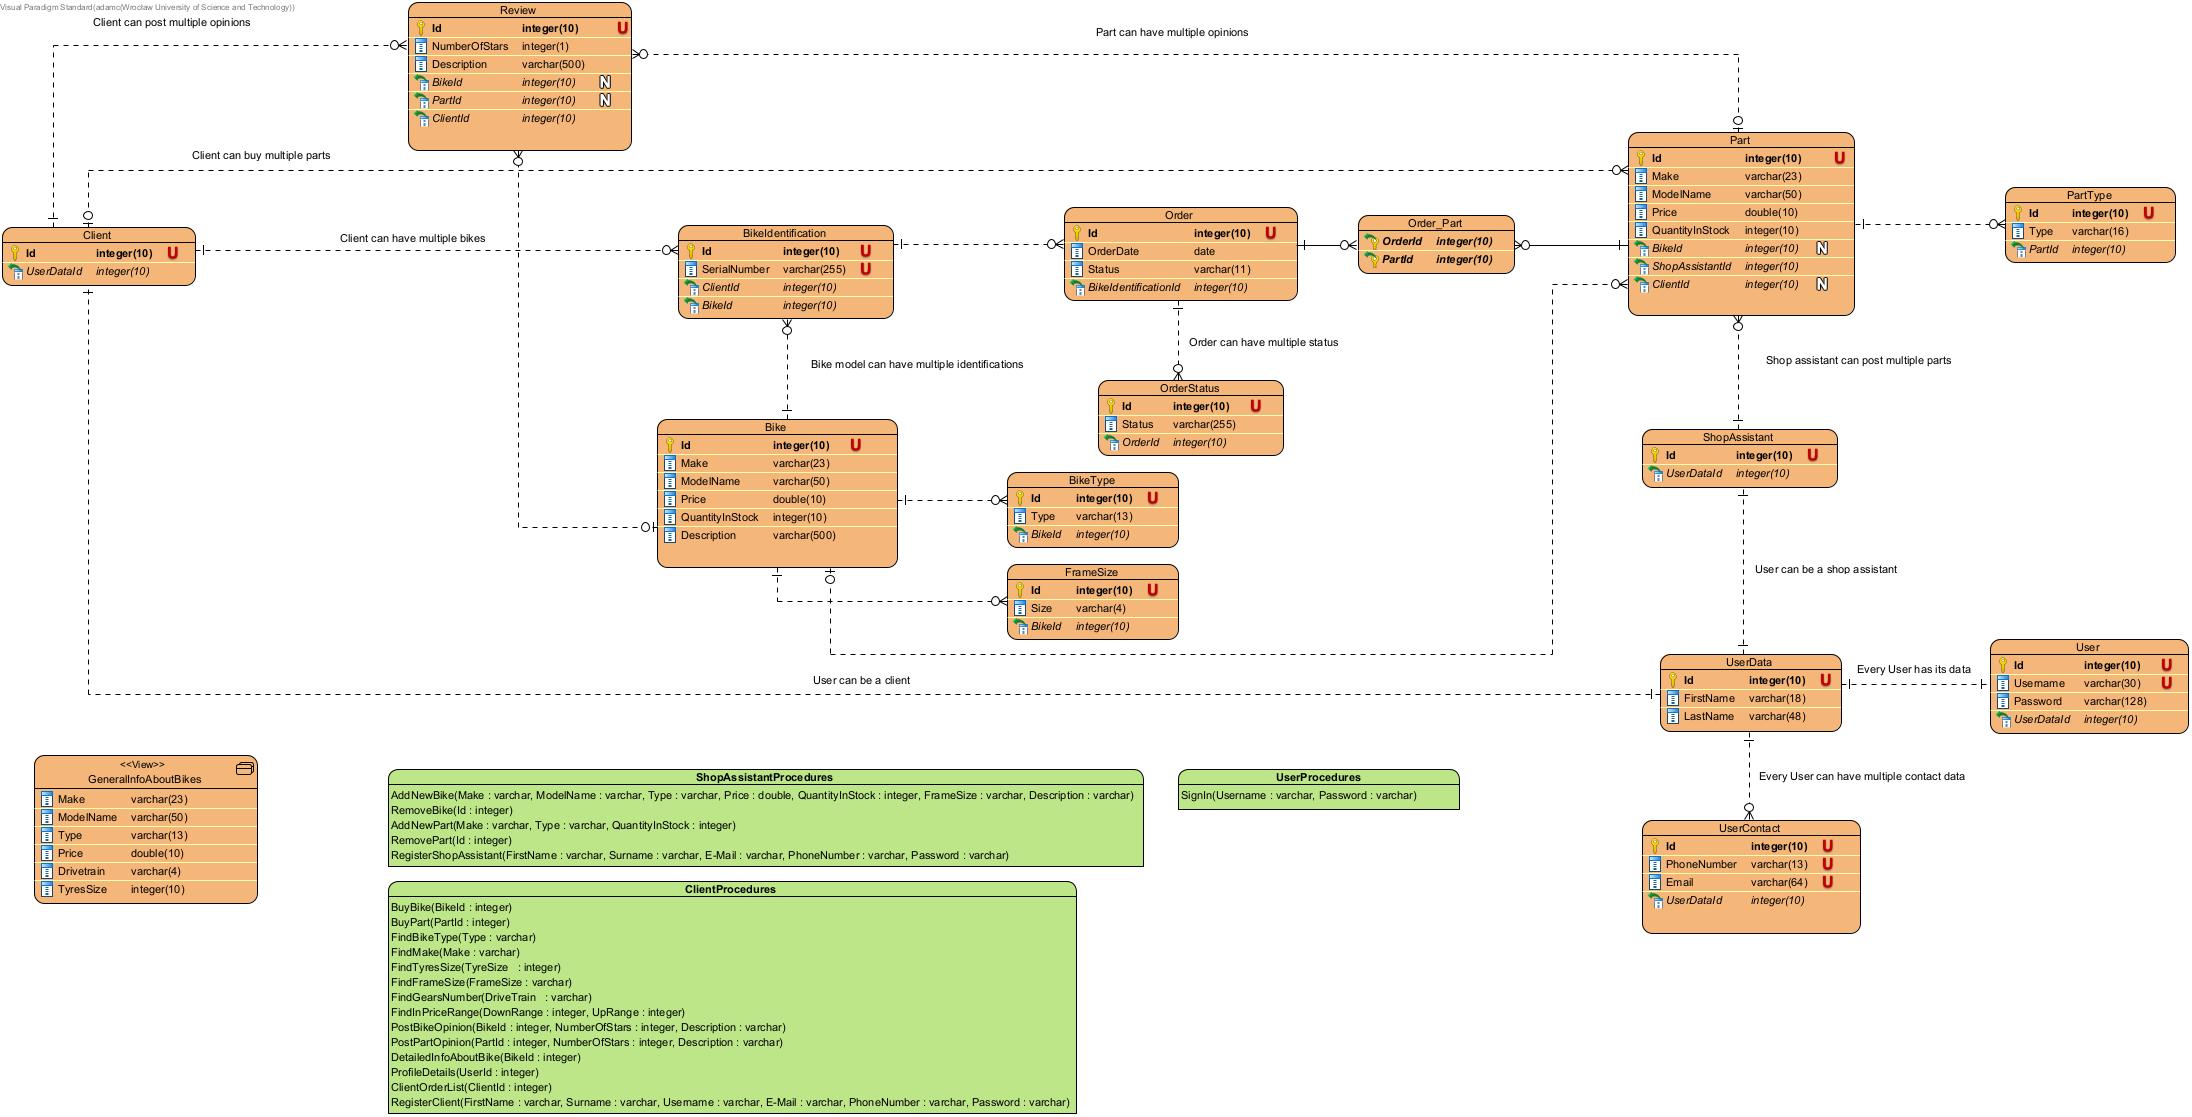 Visual Paradigm Standard(adamc(Wrocław University of Science and Technology))
Client can post multiple opinions
Review
Id integer(10) U
NumberOfStars integer(1)
Description varchar(500)
BikeId integer(10) N
PartId integer(10) N
ClientId integer(10)
Part can have multiple opinions
Client can buy multiple parts
Part
Id integer(10) U
Make varchar(23)
ModelName varchar(50)
Price double(10)
QuantityInStock integer(10)
BikeId integer(10) N
ShopAssistantId integer(10)
ClientId integer(10) N
PartType
Id integer(10) U
Type varchar(16)
PartId integer(10)
Client
Id integer(10) U
UserDataId integer(10)
Client can have multiple bikes
BikeIdentification
Id integer(10) U
SerialNumber varchar(255) U
ClientId integer(10)
BikeId integer(10)
Order
Id integer(10) U
OrderDate date
Status varchar(11)
BikeIdentificationId integer(10)
Order_Part
OrderId integer(10)
PartId integer(10)
Order can have multiple status
Bike model can have multiple identifications
Shop assistant can post multiple parts
OrderStatus
Id integer(10) U
Status varchar(255)
OrderId integer(10)
Bike
Id integer(10) U
Make varchar(23)
ModelName varchar(50)
Price double(10)
QuantityInStock integer(10)
Description varchar(500)
BikeType
Id integer(10) U
Type varchar(13)
BikeId integer(10)
ShopAssistant
Id integer(10) U
UserDataId integer(10)
FrameSize
Id integer(10) U
Size varchar(4)
BikeId integer(10)
User can be a shop assistant
User can be a client
UserData
Id integer(10) U
FirstName varchar(18)
LastName varchar(48)
Every User has its data
User
Id integer(10) U
Username varchar(30) U
Password varchar(128)
UserDataId integer(10)
Every User can have multiple contact data
UserContact
Id integer(10) U
PhoneNumber varchar(13) U
Email varchar(64) U
UserDataId integer(10)
<<View>>
GeneralInfoAboutBikes
Make varchar(23)
ModelName varchar(50)
Type varchar(13)
Price double(10)
Drivetrain varchar(4)
TyresSize integer(10)
ShopAssistantProcedures
AddNewBike(Make : varchar, ModelName : varchar, Type : varchar, Price : double, QuantityInStock : integer, FrameSize : varchar, Description : varchar)
RemoveBike(Id : integer)
AddNewPart(Make : varchar, Type : varchar, QuantityInStock : integer)
RemovePart(Id : integer)
RegisterShopAssistant(FirstName : varchar, Surname : varchar, E-Mail : varchar, PhoneNumber : varchar, Password : varchar)
UserProcedures
SignIn(Username : varchar, Password : varchar)
ClientProcedures
BuyBike(BikeId : integer)
BuyPart(PartId : integer)
FindBikeType(Type : varchar)
FindMake(Make : varchar)
FindTyresSize(TyreSize : integer)
FindFrameSize(FrameSize : varchar)
FindGearsNumber(DriveTrain : varchar)
FindInPriceRange(DownRange : integer, UpRange : integer)
PostBikeOpinion(BikeId : integer, NumberOfStars : integer, Description : varchar)
PostPartOpinion(PartId : integer, NumberOfStars : integer, Description : varchar)
DetailedInfoAboutBike(BikeId : integer)
ProfileDetails(UserId : integer)
ClientOrderList(ClientId : integer)
RegisterClient(FirstName : varchar, Surname : varchar, Username : varchar, E-Mail : varchar, PhoneNumber : varchar, Password : varchar)